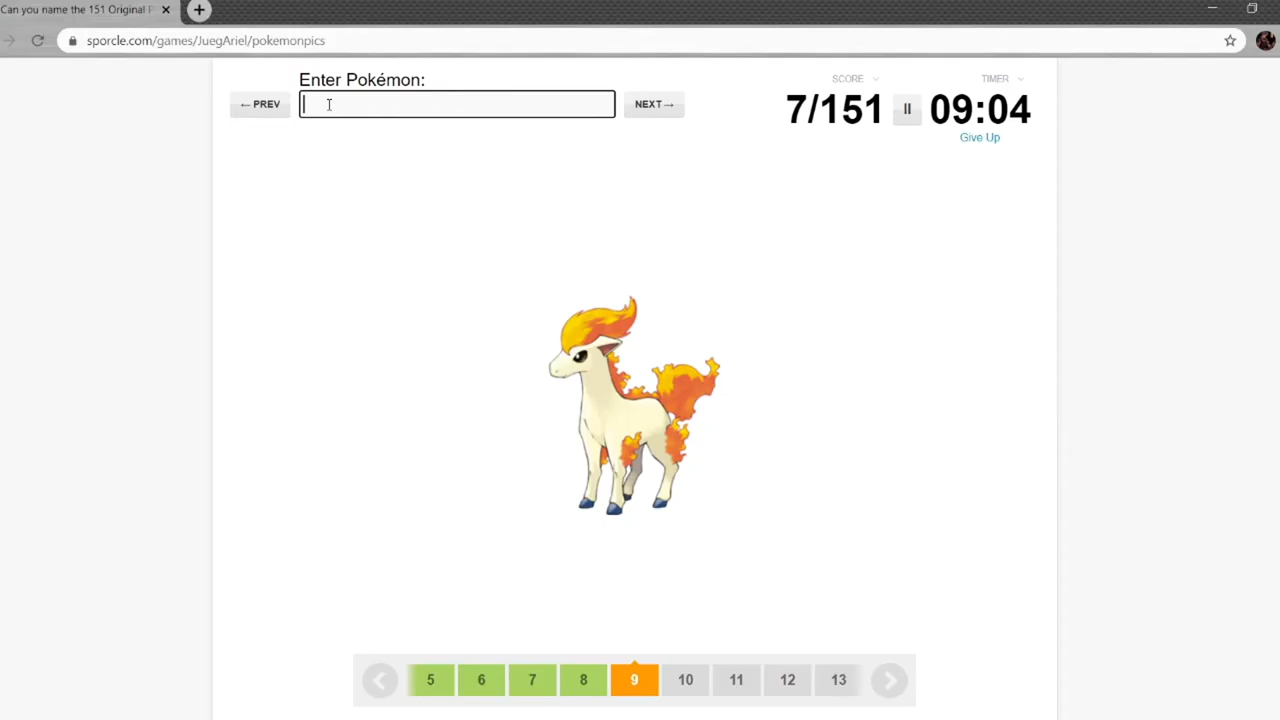 Can you name the 151 Original P
sporcle.com/games/JuegAriel/pokemonpics
Enter Pokémon:
← PREV
NEXT →
SCORE
7/151
TIMER
09:04
Give Up
5 6 7 8 9 10 11 12 13